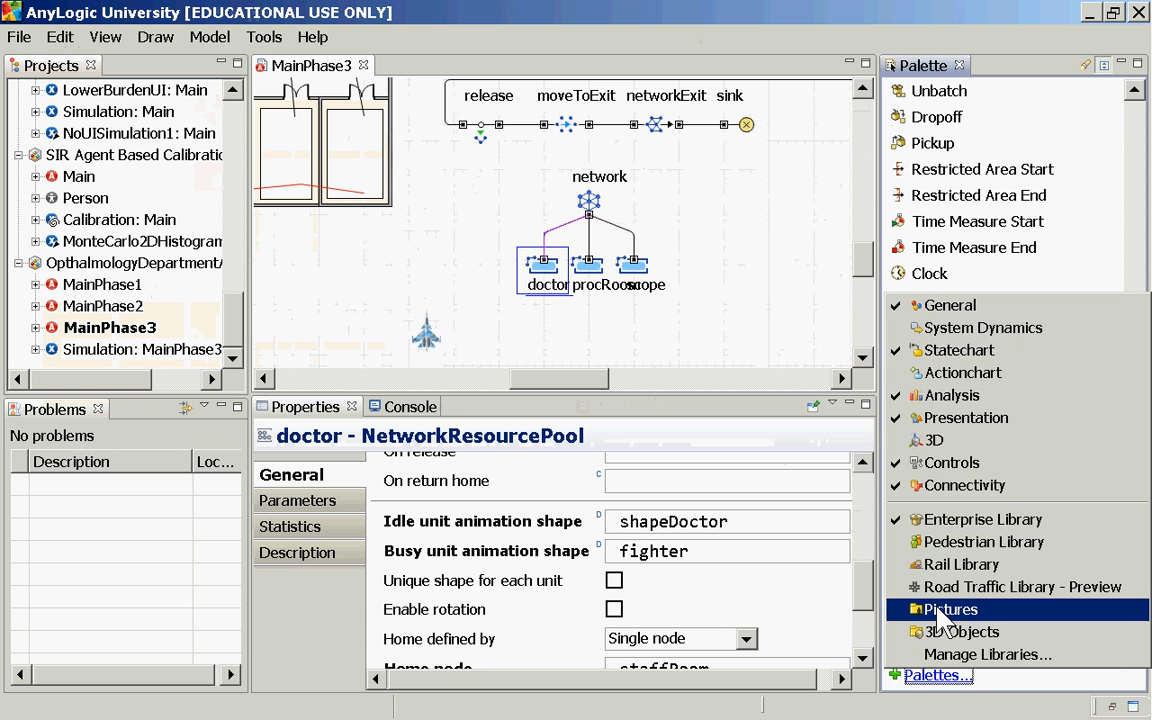 AnyLogic University [EDUCATIONAL USE ONLY]
File Edit View Draw Model Tools Help
Projects
LowerBurdenUI: Main
Simulation: Main
NoUISimulation1: Main
SIR Agent Based Calibratio
Main
Person
Calibration: Main
MonteCarlo2DHistogram
OpthalmologyDepartment
MainPhase1
MainPhase2
MainPhase3
Simulation: MainPhase3
MainPhase3
release moveToExit networkExit sink
network
doctor procRoom scope
Palette
Unbatch
Dropoff
Pickup
Restricted Area Start
Restricted Area End
Time Measure Start
Time Measure End
Clock
General
System Dynamics
Statechart
Actionchart
Analysis
Presentation
3D
Controls
Connectivity
Enterprise Library
Pedestrian Library
Rail Library
Road Traffic Library - Preview
Pictures
3D Objects
Manage Libraries...
Palettes...
Problems
No problems
Description Loc...
Properties Console
doctor - NetworkResourcePool
General
Parameters
Statistics
Description
On release
On return home C
Idle unit animation shape D shapeDoctor
Busy unit animation shape D fighter
Unique shape for each unit
Enable rotation
Home defined by Single node
Home node staffRoom